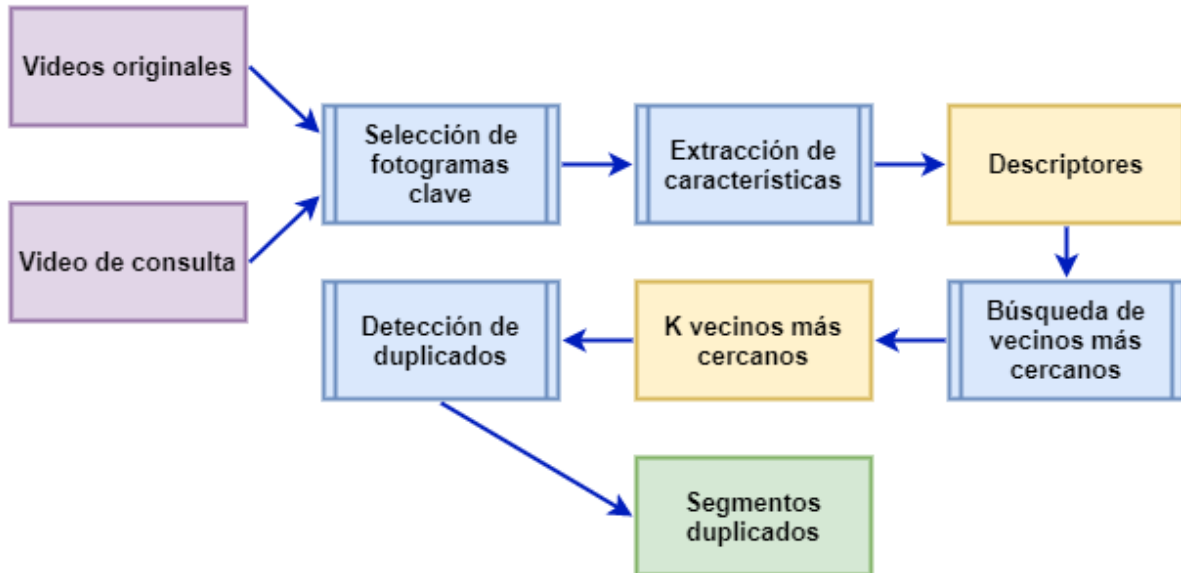 Videos originales
Selección de
fotogramas
clave
Extracción de
característícas
Descriptores
Video de consulta
Detección de
duplicados
K vecinos más
cercanos
Búsqueda de
vecinos más
cercanos
Segmentos
duplicados